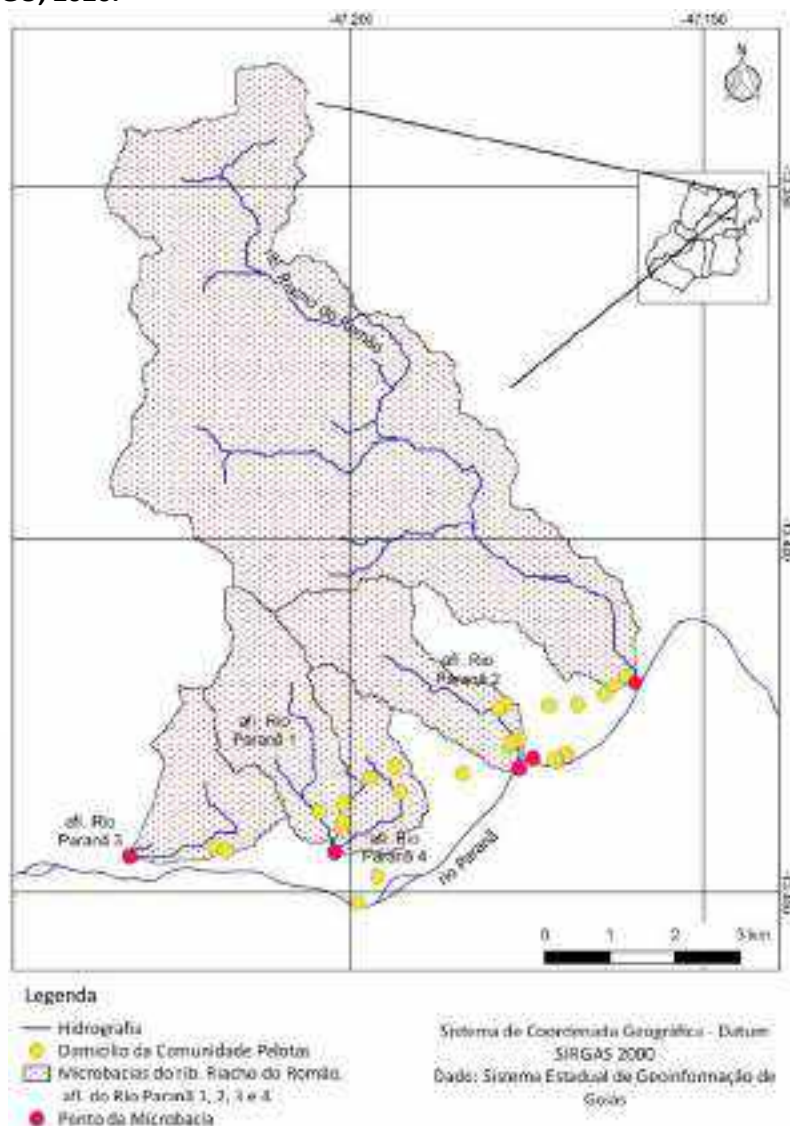 -47.200
-47.150
N
rib. Riacho do Romão
afl. Rio
Paranã 2
afl. Rio
Paranã 1
afl. Rio
Paranã 3
afl. Rio
Paranã 4
rio Paranã
0 1 2 3 km
Legenda
Hidrografia
Domicílio da Comunidade Pelotas
Microbacias do rib. Riacho do Romão,
afl. do Rio Paranã 1, 2, 3 e 4
Ponto da Microbacia
Sistema de Coordenada Geográfica - Datum
SIRGAS 2000
Dado: Sistema Estadual de Geoinformação de
Goiás